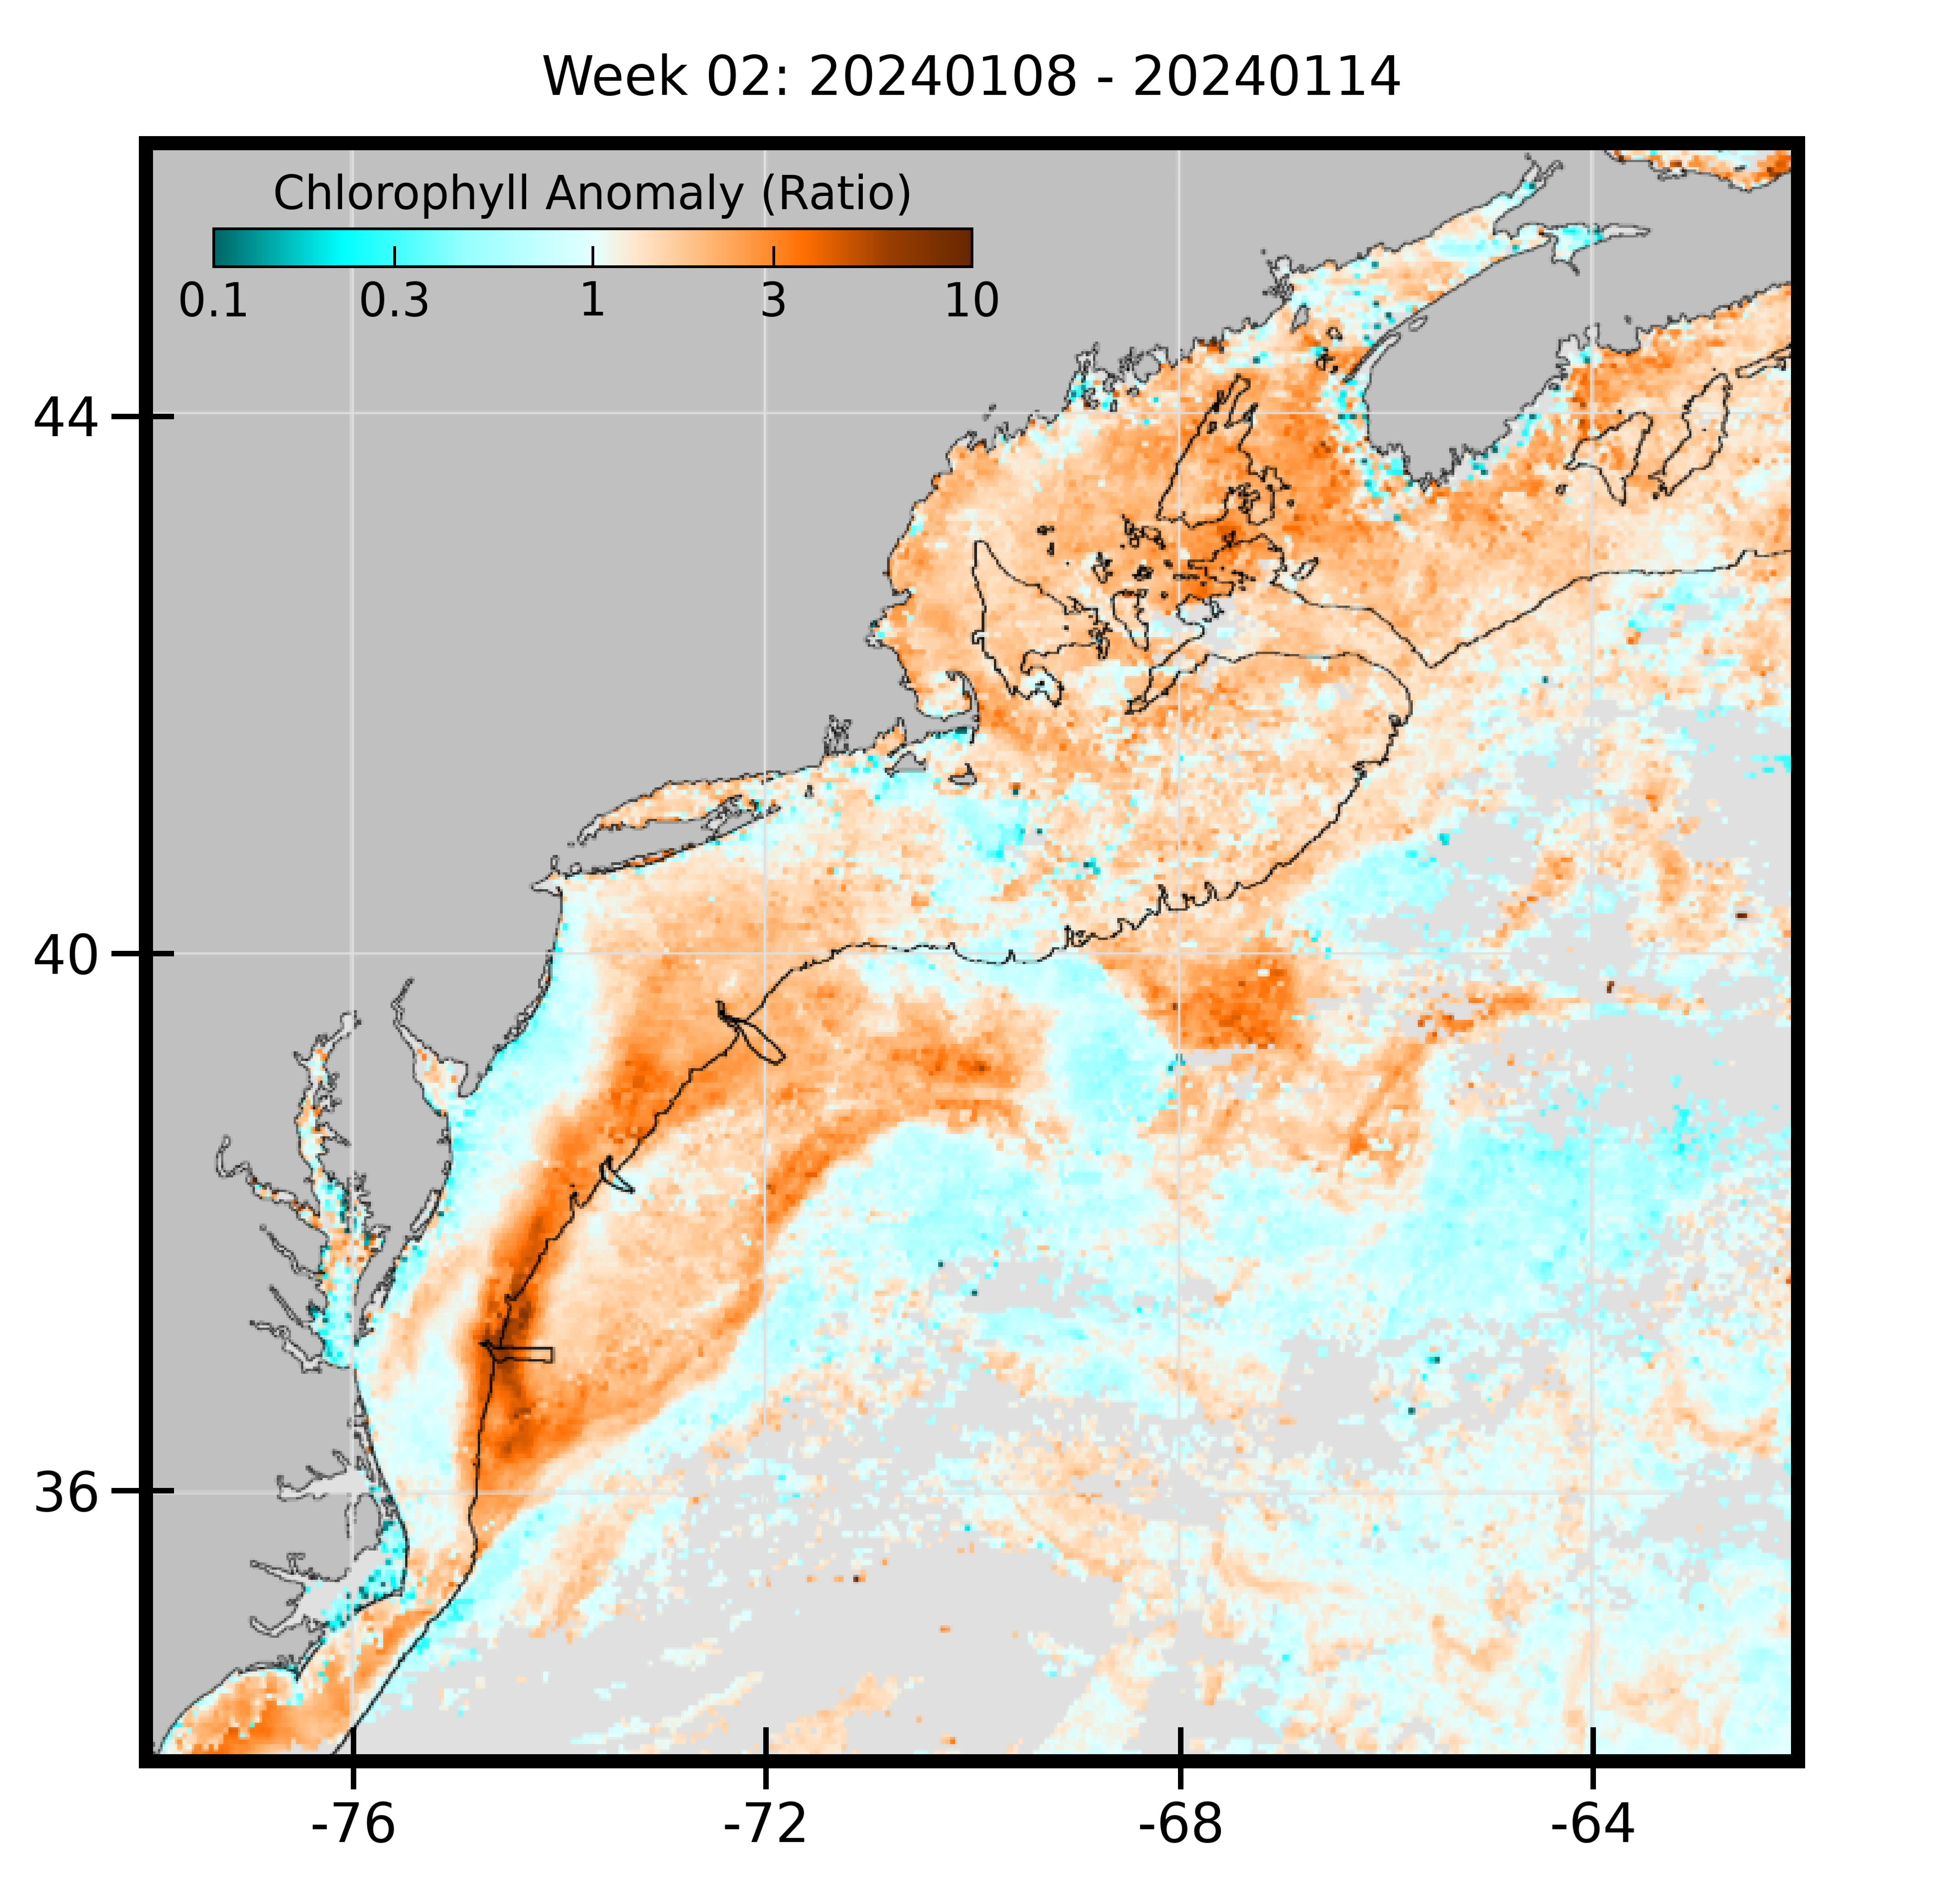 Week 02: 20240108 - 20240114
Chlorophyll Anomaly (Ratio)
0.1 0.3 1 3 10
44
40
36
-76 -72 -68 -64